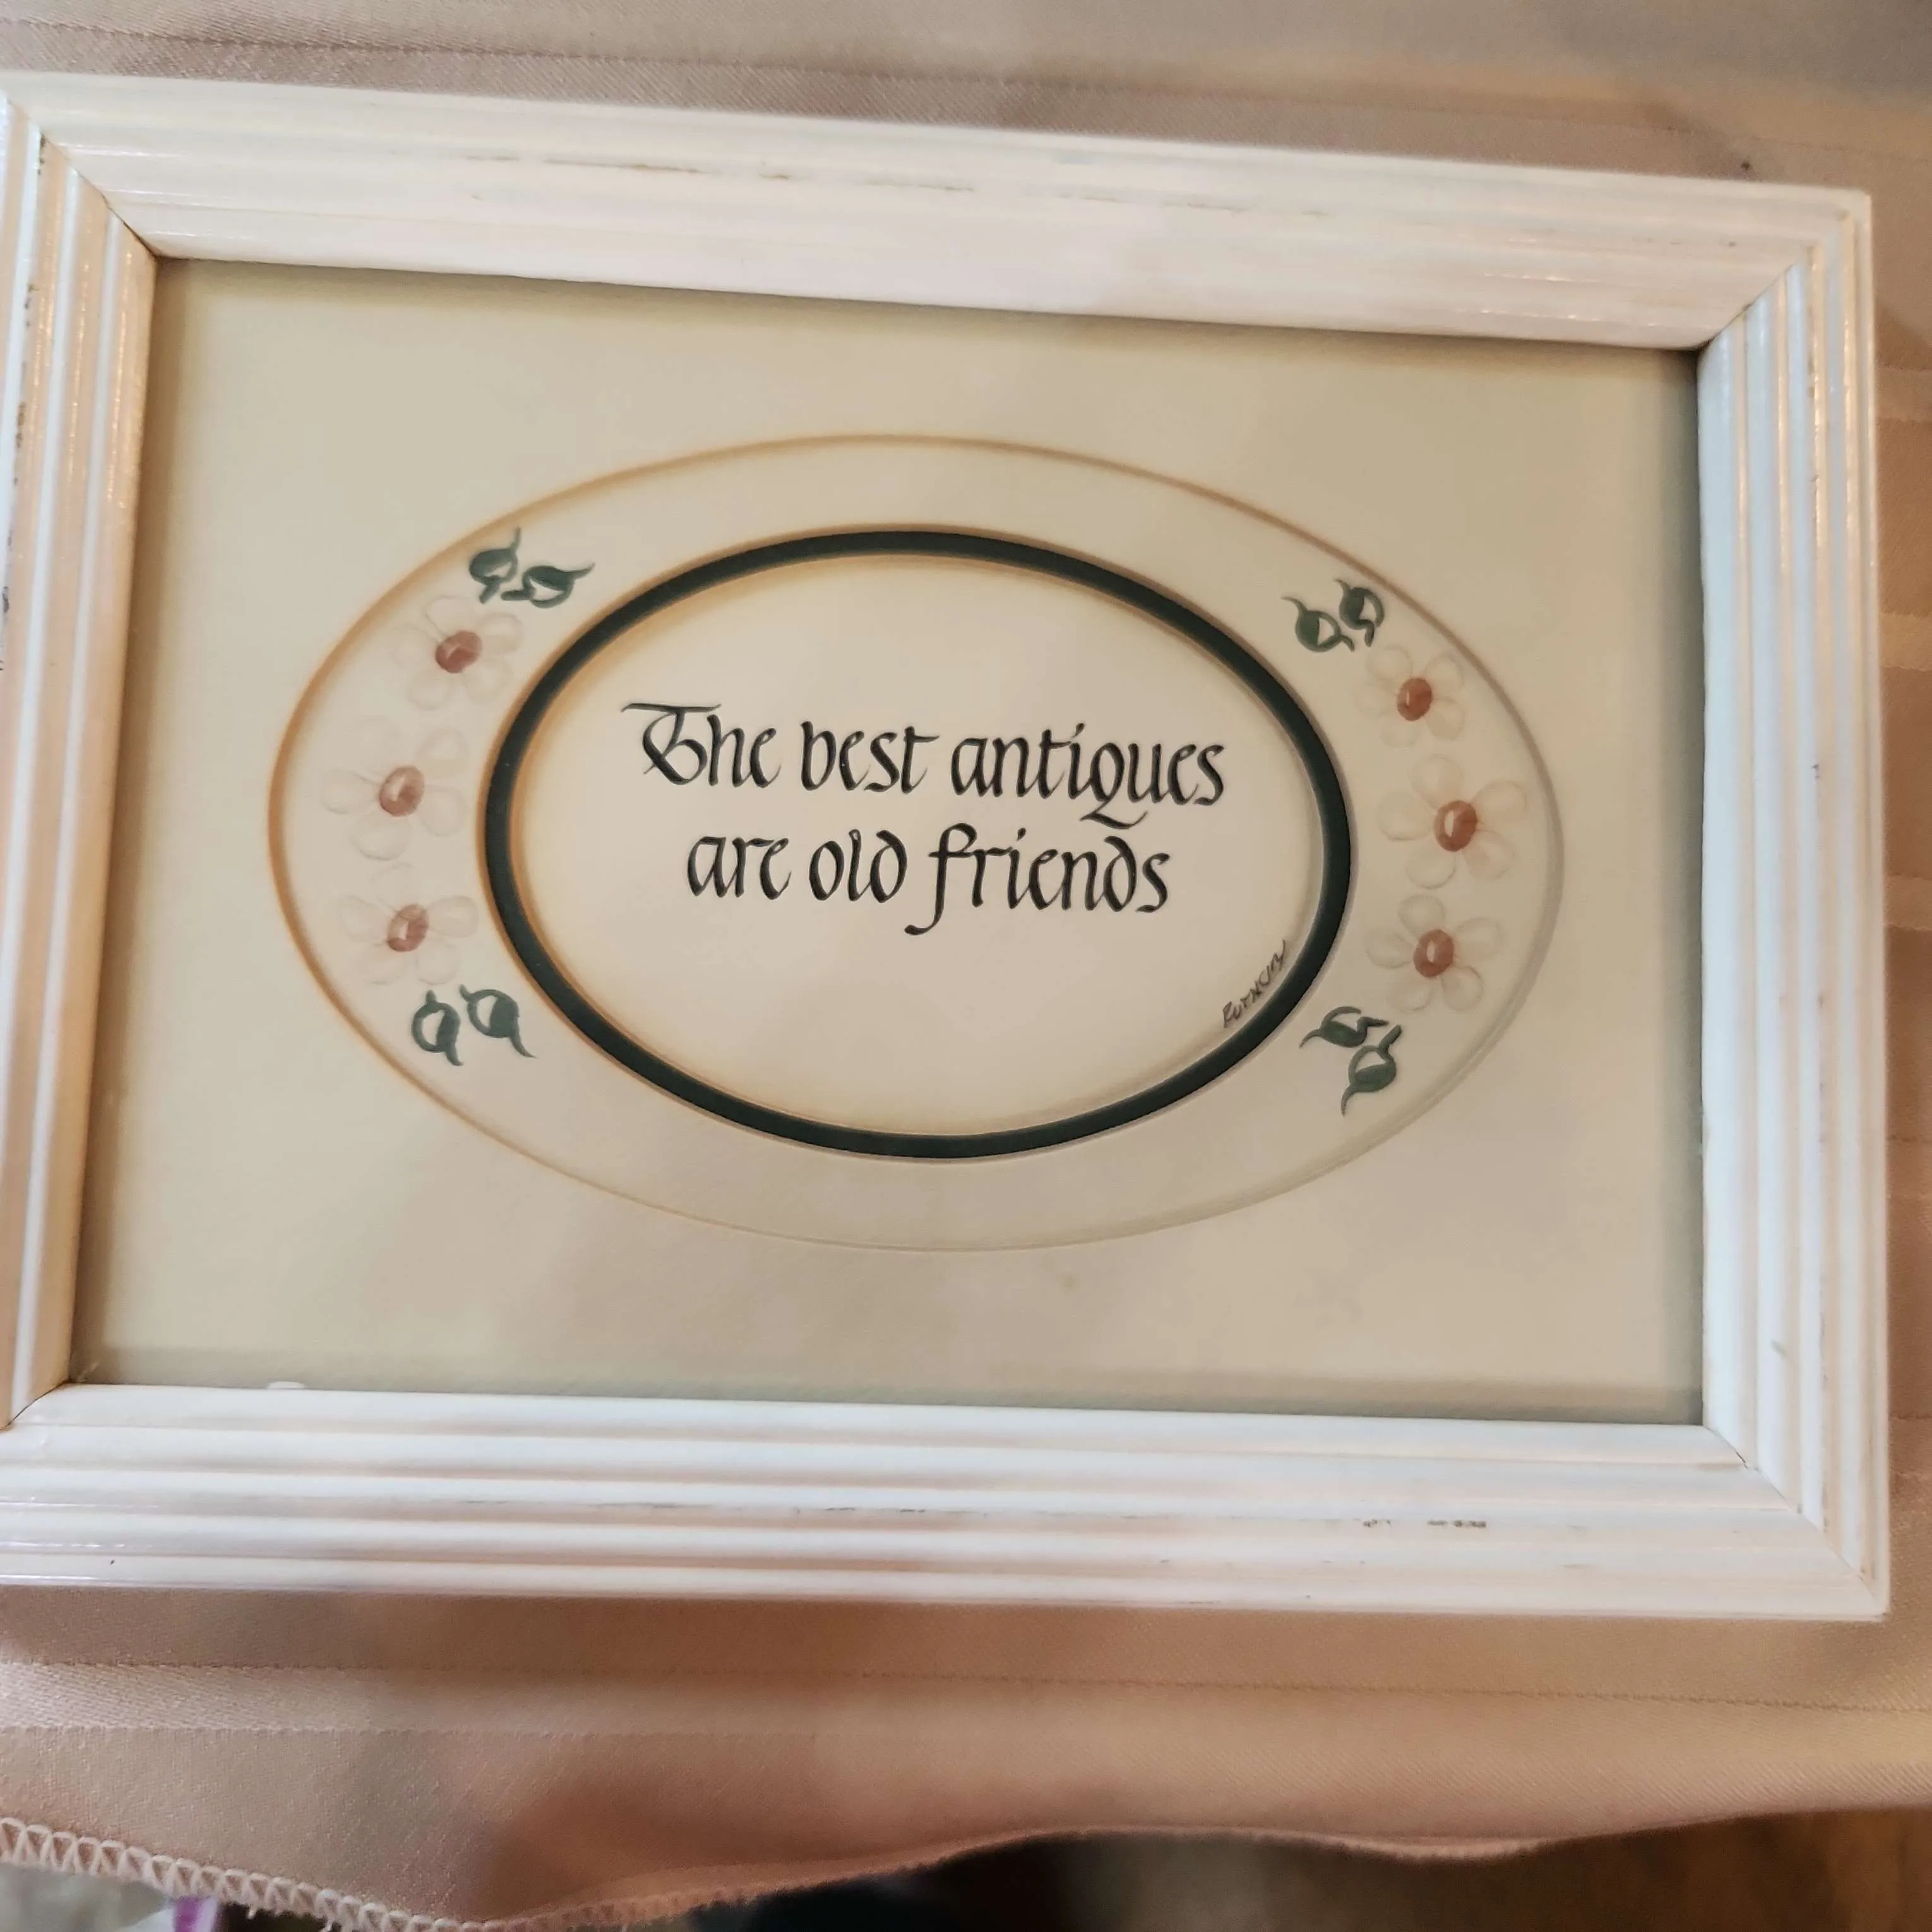 The best antiques
are old friends